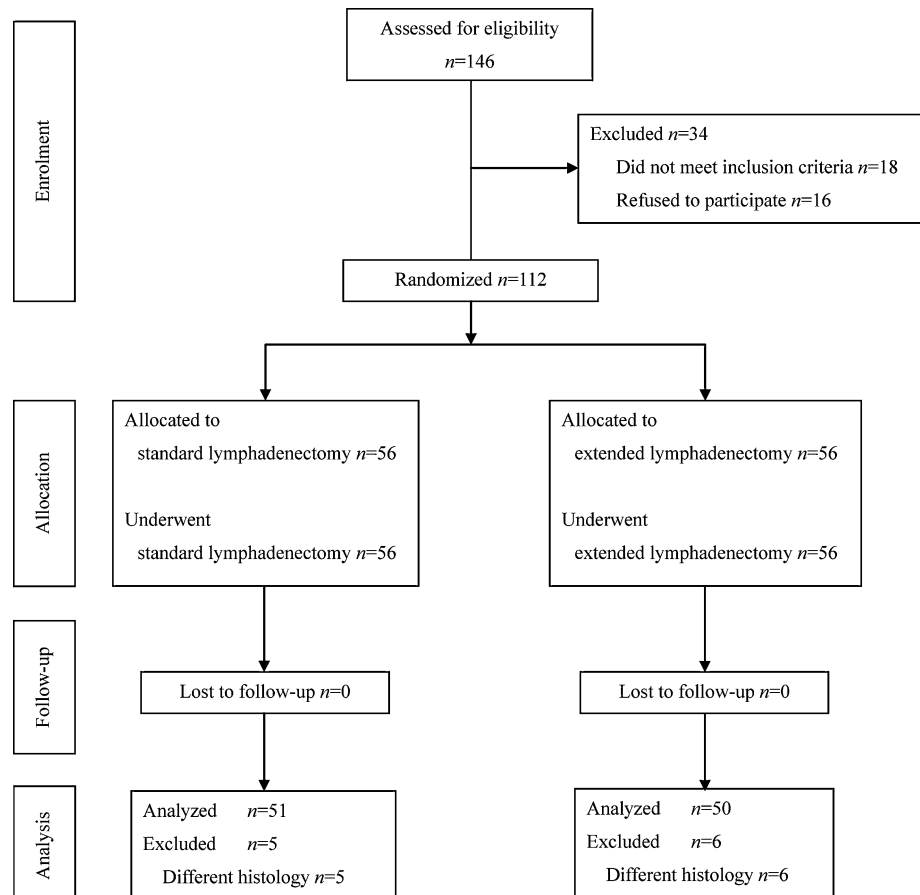 Enrolment
Assessed for eligibility
n=146
Excluded n=34
Did not meet inclusion criteria n=18
Refused to participate n=16
Randomized n=112
Allocation
Allocated to
standard lymphadenectomy n=56
Underwent
standard lymphadenectomy n=56
Allocated to
extended lymphadenectomy n=56
Underwent
extended lymphadenectomy n=56
Follow-up
Lost to follow-up n=0
Lost to follow-up n=0
Analysis
Analyzed n=51
Excluded n=5
Different histology n=5
Analyzed n=50
Excluded n=6
Different histology n=6